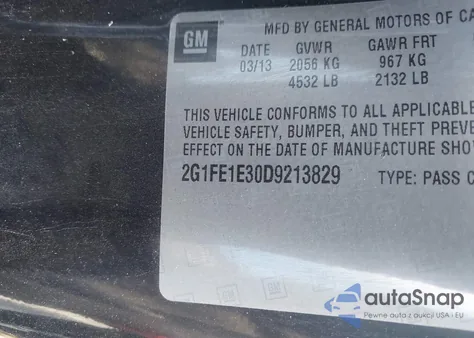 GM
MFD BY GENERAL MOTORS OF CA
DATE GVWR GAWR FRT
03/13 2056 KG 967 KG
4532 LB 2132 LB
THIS VEHICLE CONFORMS TO ALL APPLICABLE
VEHICLE SAFETY, BUMPER, AND THEFT PREVE
EFFECT ON THE DATE OF MANUFACTURE SHO
2G1FE1E30D9213829 TYPE: PASS C
autoSnap
Pewne auta z aukcji USA i EU